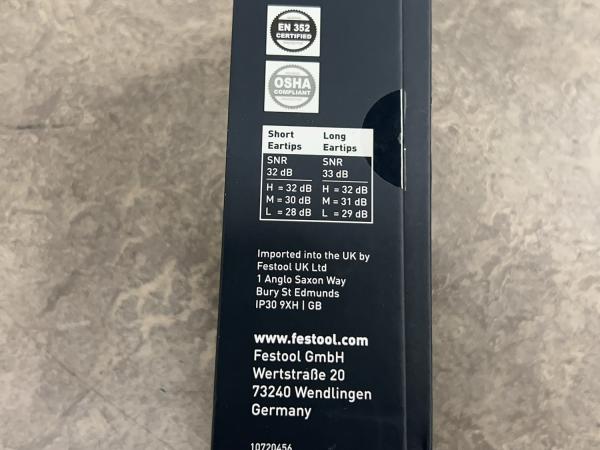 EN 352
CERTIFIED
OSHA
COMPLIANT
Short Eartips
SNR
32 dB
H = 32 dB
M = 30 dB
L = 28 dB
Long Eartips
SNR
33 dB
H = 32 dB
M = 31 dB
L = 29 dB
Imported into the UK by
Festool UK Ltd
1 Anglo Saxon Way
Bury St Edmunds
IP30 9XH | GB
www.festool.com
Festool GmbH
Wertstraße 20
73240 Wendlingen
Germany
10720456